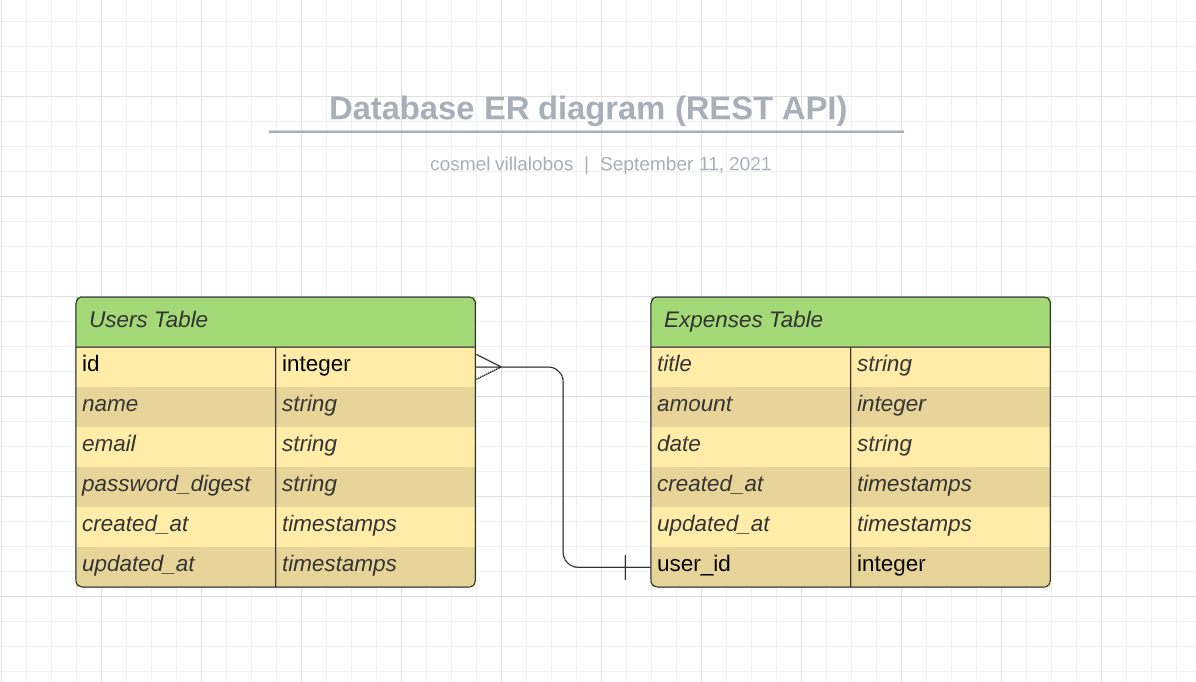 Database ER diagram (REST API)
cosmel villalobos | September 11, 2021
Users Table
id integer
name string
email string
password_digest string
created_at timestamps
updated_at timestamps
Expenses Table
title string
amount integer
date string
created_at timestamps
updated_at timestamps
user_id integer